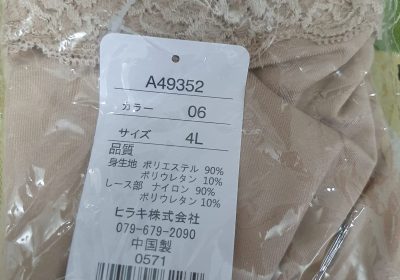 A49352
カラー 06
サイズ 4L
品質
身生地 ポリエステル 90%
ポリウレタン 10%
レース部 ナイロン 90%
ポリウレタン 10%
ヒラキ株式会社
079-679-2090
中国製
0571